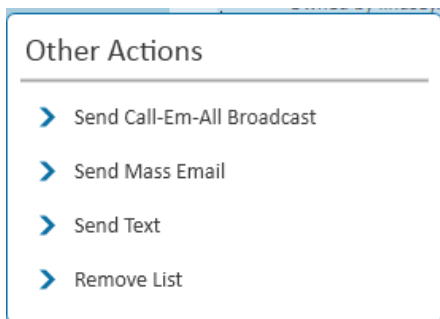 Other Actions
Send Call-Em-All Broadcast
Send Mass Email
Send Text
Remove List